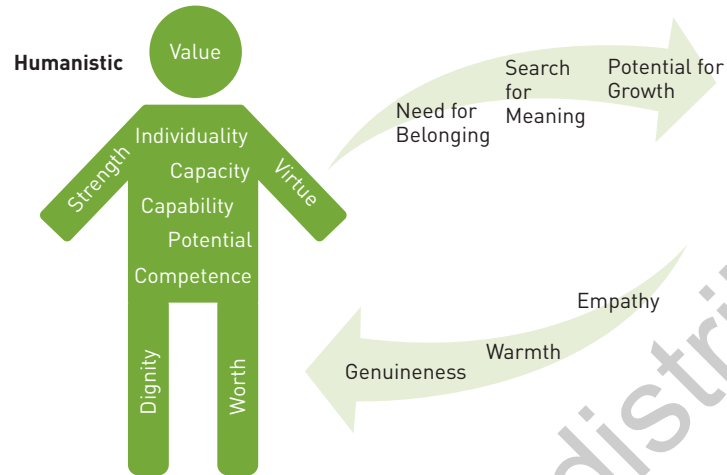 Humanistic
Value
Individuality
Capacity
Capability
Potential
Competence
Strength
Virtue
Dignity
Worth
Need for
Belonging
Search
for
Meaning
Potential for
Growth
Empathy
Warmth
Genuineness
distri